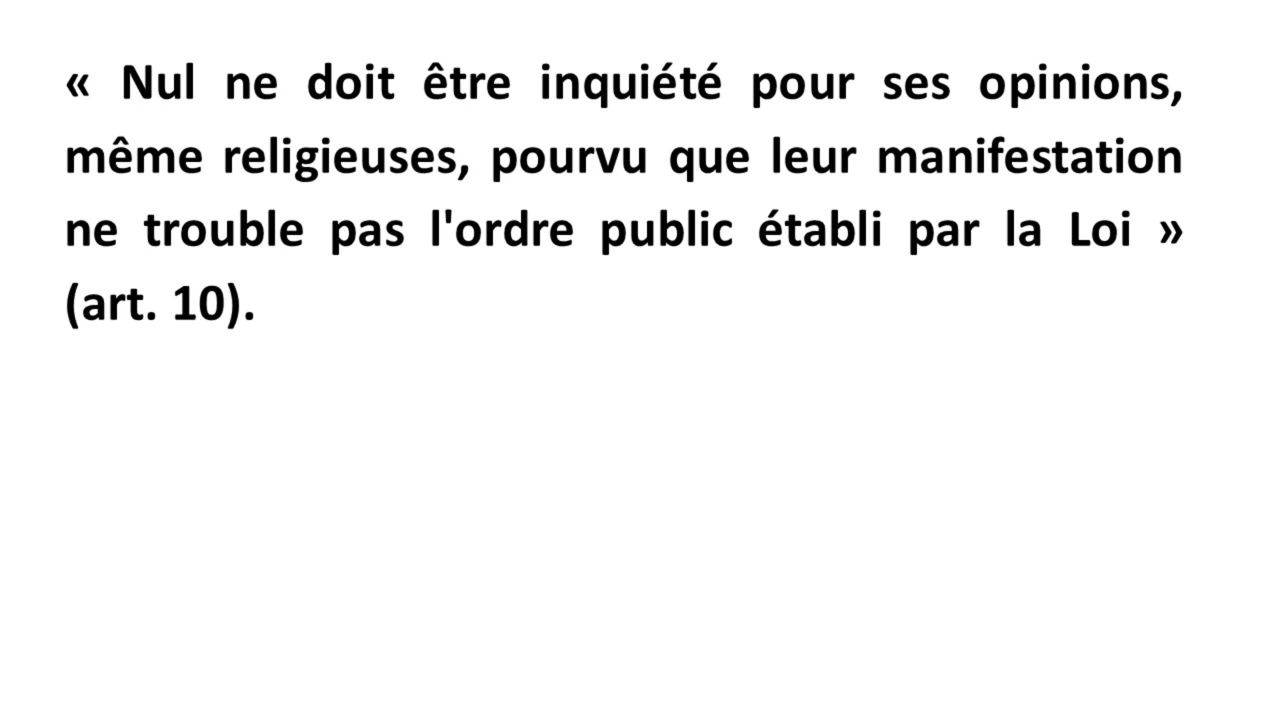 « Nul ne doit être inquiété pour ses opinions,
même religieuses, pourvu que leur manifestation
ne trouble pas l'ordre public établi par la Loi »
(art. 10).